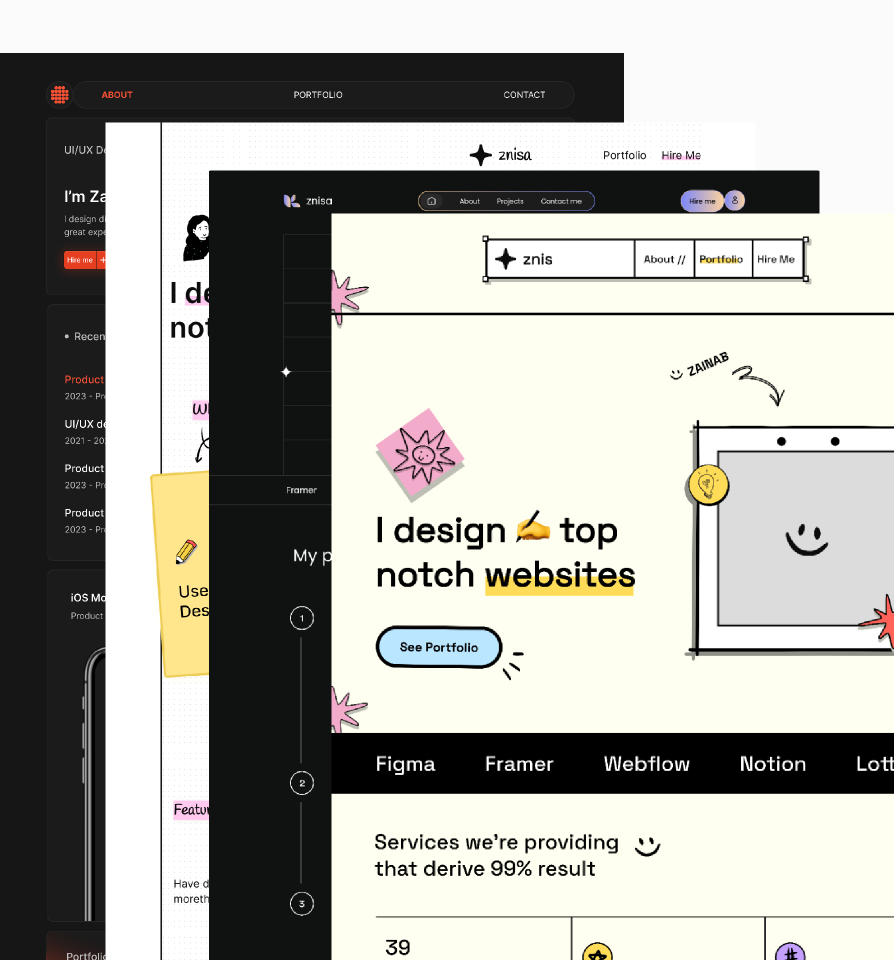 ABOUT
PORTFOLIO
CONTACT
UI/UX De
I'm Za
I design di
great expe
Hire me
Recen
Product
2023 - Pro
UI/UX de
2021 - 202
Product
2023 - Pro
Product
2023 - Pro
iOS Mo
Product
Portfolio
znisa
Portfolio
Hire Me
I de
not
Wh
Use
Des
Featur
Have d
moreth
znisa
About
Projects
Contact me
Hire me
Framer
My p
1
2
3
znis
About //
Portfolio
Hire Me
ZAINAB
I design ✍️ top
notch websites
See Portfolio
Figma
Framer
Webflow
Notion
Lott
Services we're providing
that derive 99% result
39
#